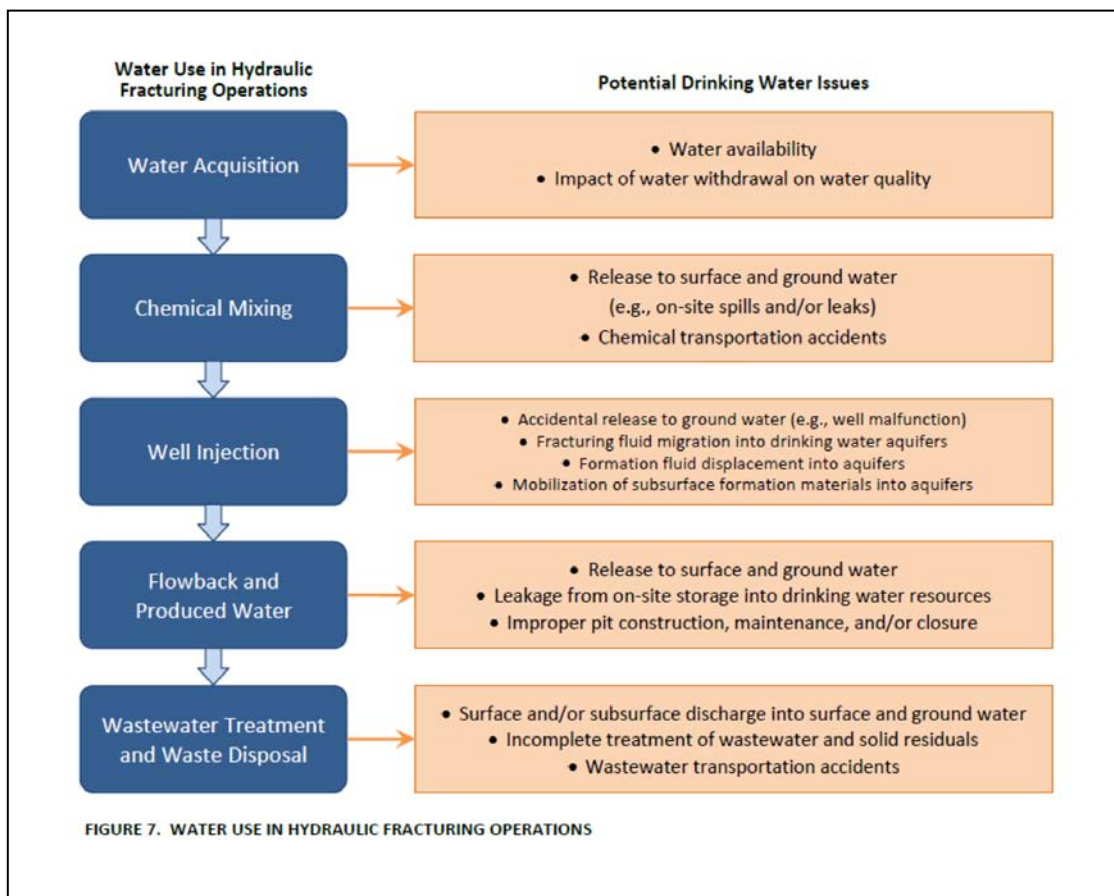 Water Use in Hydraulic
Fracturing Operations
Potential Drinking Water Issues
Water Acquisition
• Water availability
• Impact of water withdrawal on water quality
Chemical Mixing
• Release to surface and ground water
(e.g., on-site spills and/or leaks)
• Chemical transportation accidents
Well Injection
• Accidental release to ground water (e.g., well malfunction)
• Fracturing fluid migration into drinking water aquifers
• Formation fluid displacement into aquifers
• Mobilization of subsurface formation materials into aquifers
Flowback and
Produced Water
• Release to surface and ground water
• Leakage from on-site storage into drinking water resources
• Improper pit construction, maintenance, and/or closure
Wastewater Treatment
and Waste Disposal
• Surface and/or subsurface discharge into surface and ground water
• Incomplete treatment of wastewater and solid residuals
• Wastewater transportation accidents
FIGURE 7. WATER USE IN HYDRAULIC FRACTURING OPERATIONS